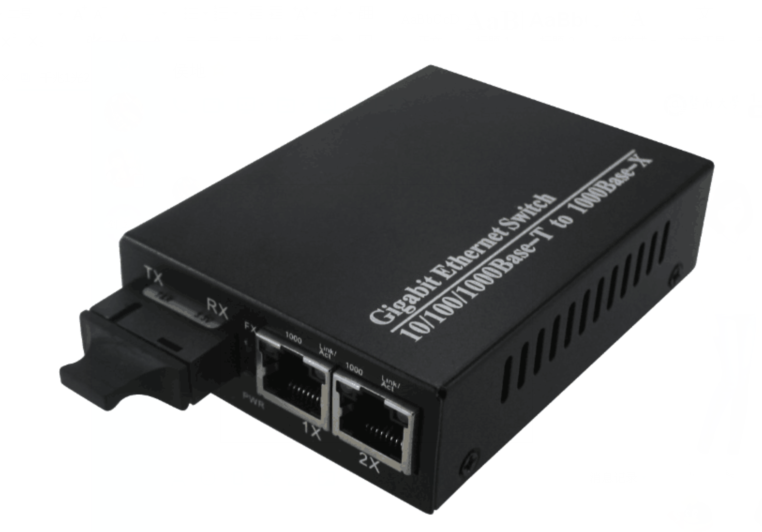 Gigabit Ethernet Switch
10/100/1000Base-T to 1000Base-X
TX
RX
FX
1000
Link/
Act
1000
Link/
Act
PWR
1X
2X